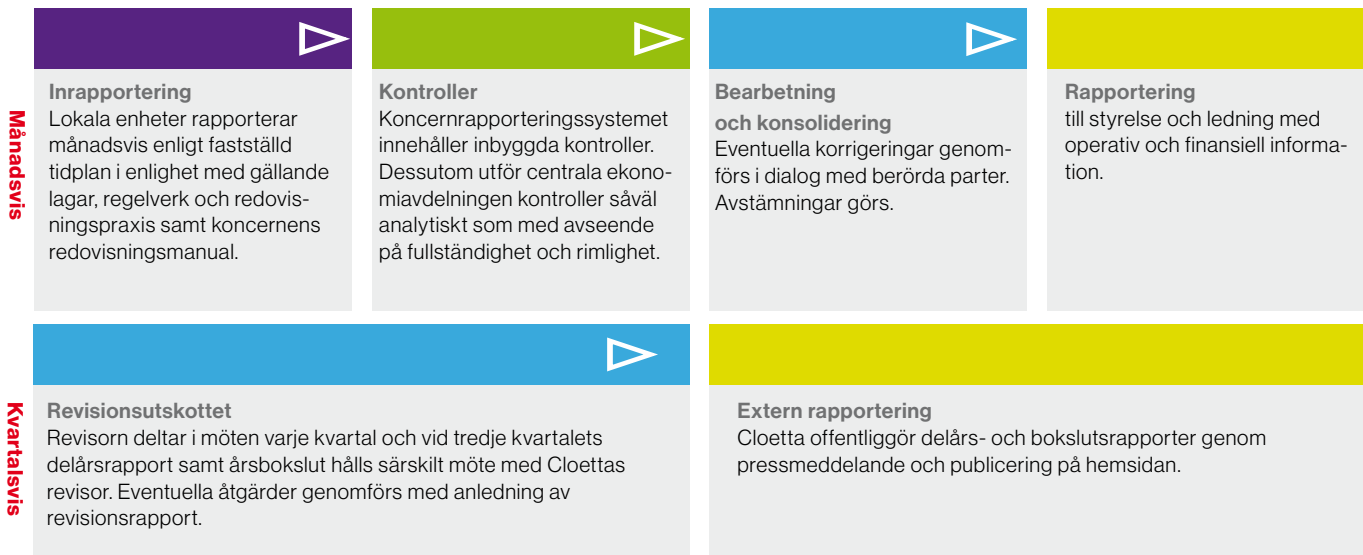 Månadsvis
Inrapportering
Lokala enheter rapporterar
månadsvis enligt fastställd
tidplan i enlighet med gällande
lagar, regelverk och redovis-
ningspraxis samt koncernens
redovisningsmanual.
Kontroller
Koncernrapporteringssystemet
innehåller inbyggda kontroller.
Dessutom utför centrala ekono-
miavdelningen kontroller såväl
analytiskt som med avseende
på fullständighet och rimlighet.
Bearbetning
och konsolidering
Eventuella korrigeringar genom-
förs i dialog med berörda parter.
Avstämningar görs.
Rapportering
till styrelse och ledning med
operativ och finansiell informa-
tion.
Kvartalsvis
Revisionsutskottet
Revisorn deltar i möten varje kvartal och vid tredje kvartalets
delårsrapport samt årsbokslut hålls särskilt möte med Cloettas
revisor. Eventuella åtgärder genomförs med anledning av
revisionsrapport.
Extern rapportering
Cloetta offentliggör delårs- och bokslutsrapporter genom
pressmeddelande och publicering på hemsidan.